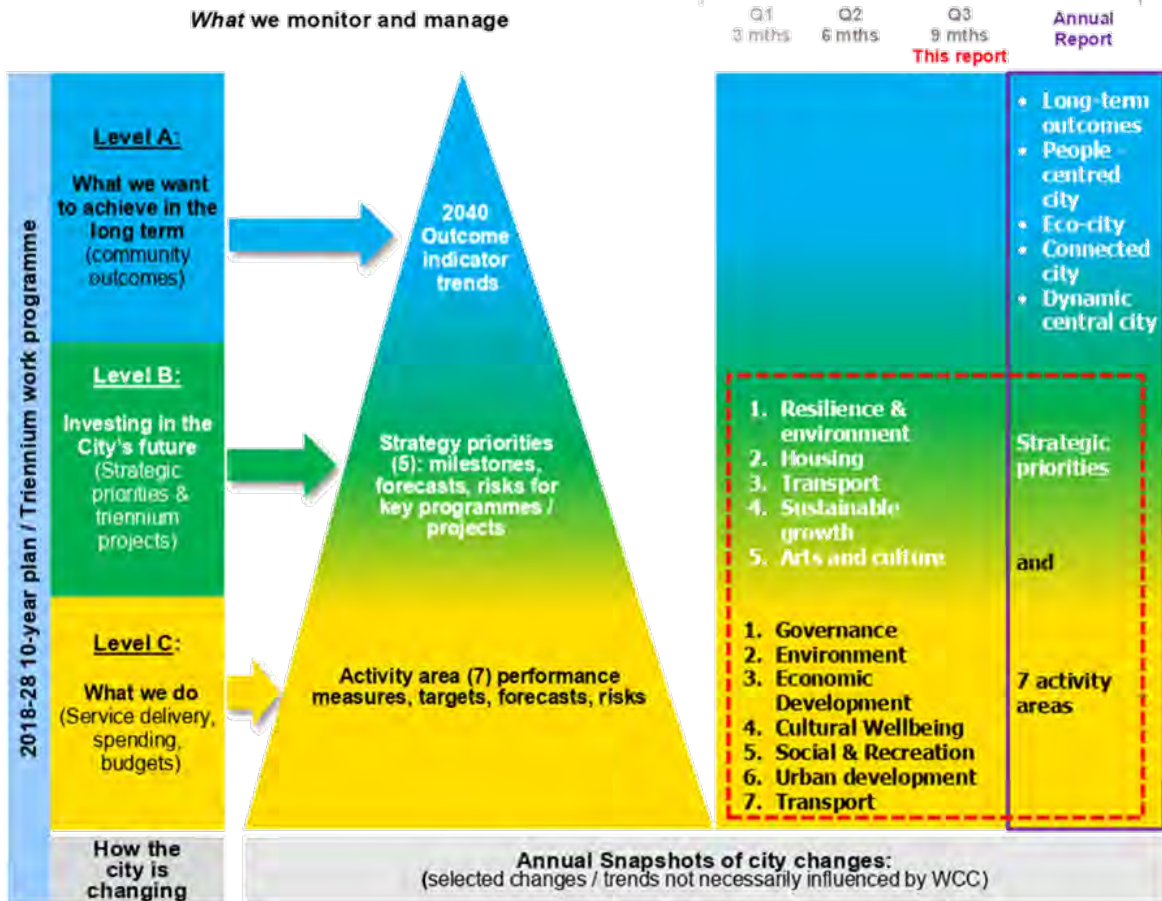 What we monitor and manage
Q1
3 mths
Q2
6 mths
Q3
9 mths
This report
Annual
Report
2018-28 10-year plan / Triennium work programme
Level A:
What we want
to achieve in the
long term
(community
outcomes)
2040
Outcome
indicator
trends
• Long-term
outcomes
• People -
centred
city
• Eco-city
• Connected
city
• Dynamic
central city
Level B:
Investing in the
City's future
(Strategic
priorities &
triennium
projects)
Strategy priorities
(5): milestones,
forecasts, risks for
key programmes /
projects
1. Resilience &
environment
2. Housing
3. Transport
4. Sustainable
growth
5. Arts and culture
Strategic
priorities
and
Level C:
What we do
(Service delivery,
spending,
budgets)
Activity area (7) performance
measures, targets, forecasts, risks
1. Governance
2. Environment
3. Economic
Development
4. Cultural Wellbeing
5. Social & Recreation
6. Urban development
7. Transport
7 activity
areas
How the
city is
changing
Annual Snapshots of city changes:
(selected changes / trends not necessarily influenced by WCC)